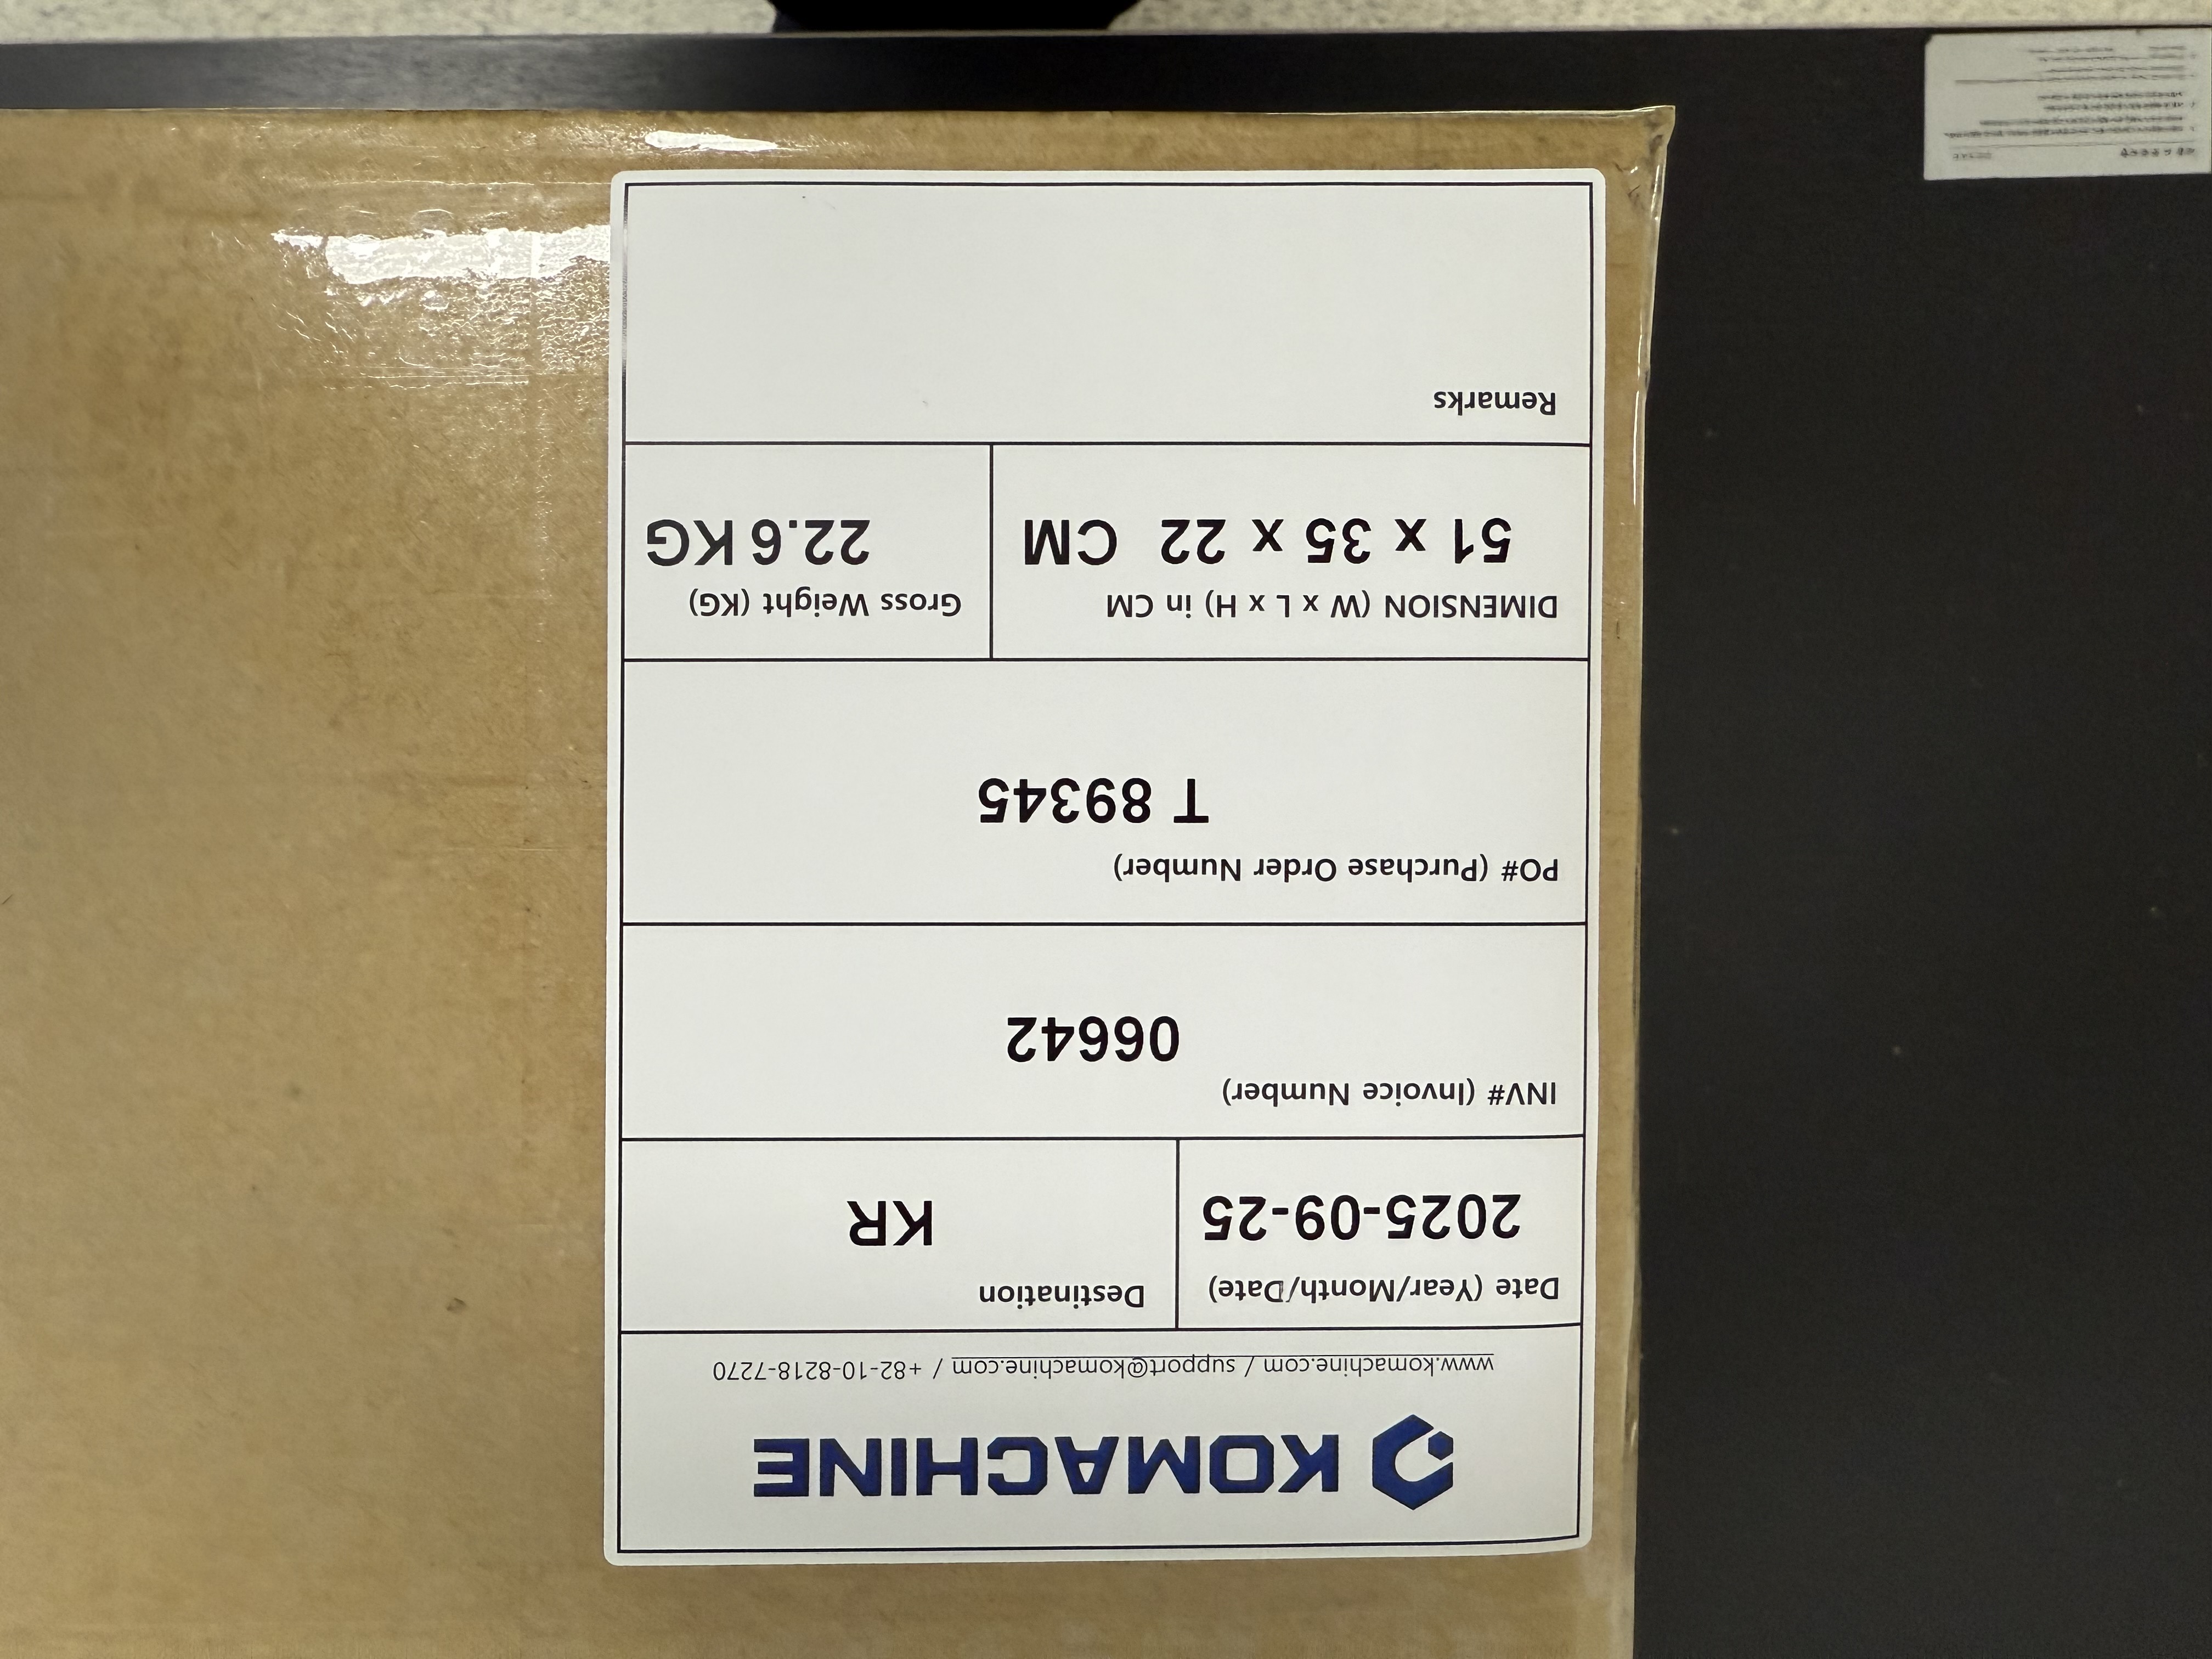 KOMACHINE
www.komachine.com / support@komachine.com / +82-10-8218-7270
Date (Year/Month/Date)
2025-09-25
Destination
KR
INV# (Invoice Number)
06642
PO# (Purchase Order Number)
T 89345
DIMENSION (W x L x H) in CM
51 x 35 x 22 CM
Gross Weight (KG)
22.6 KG
Remarks